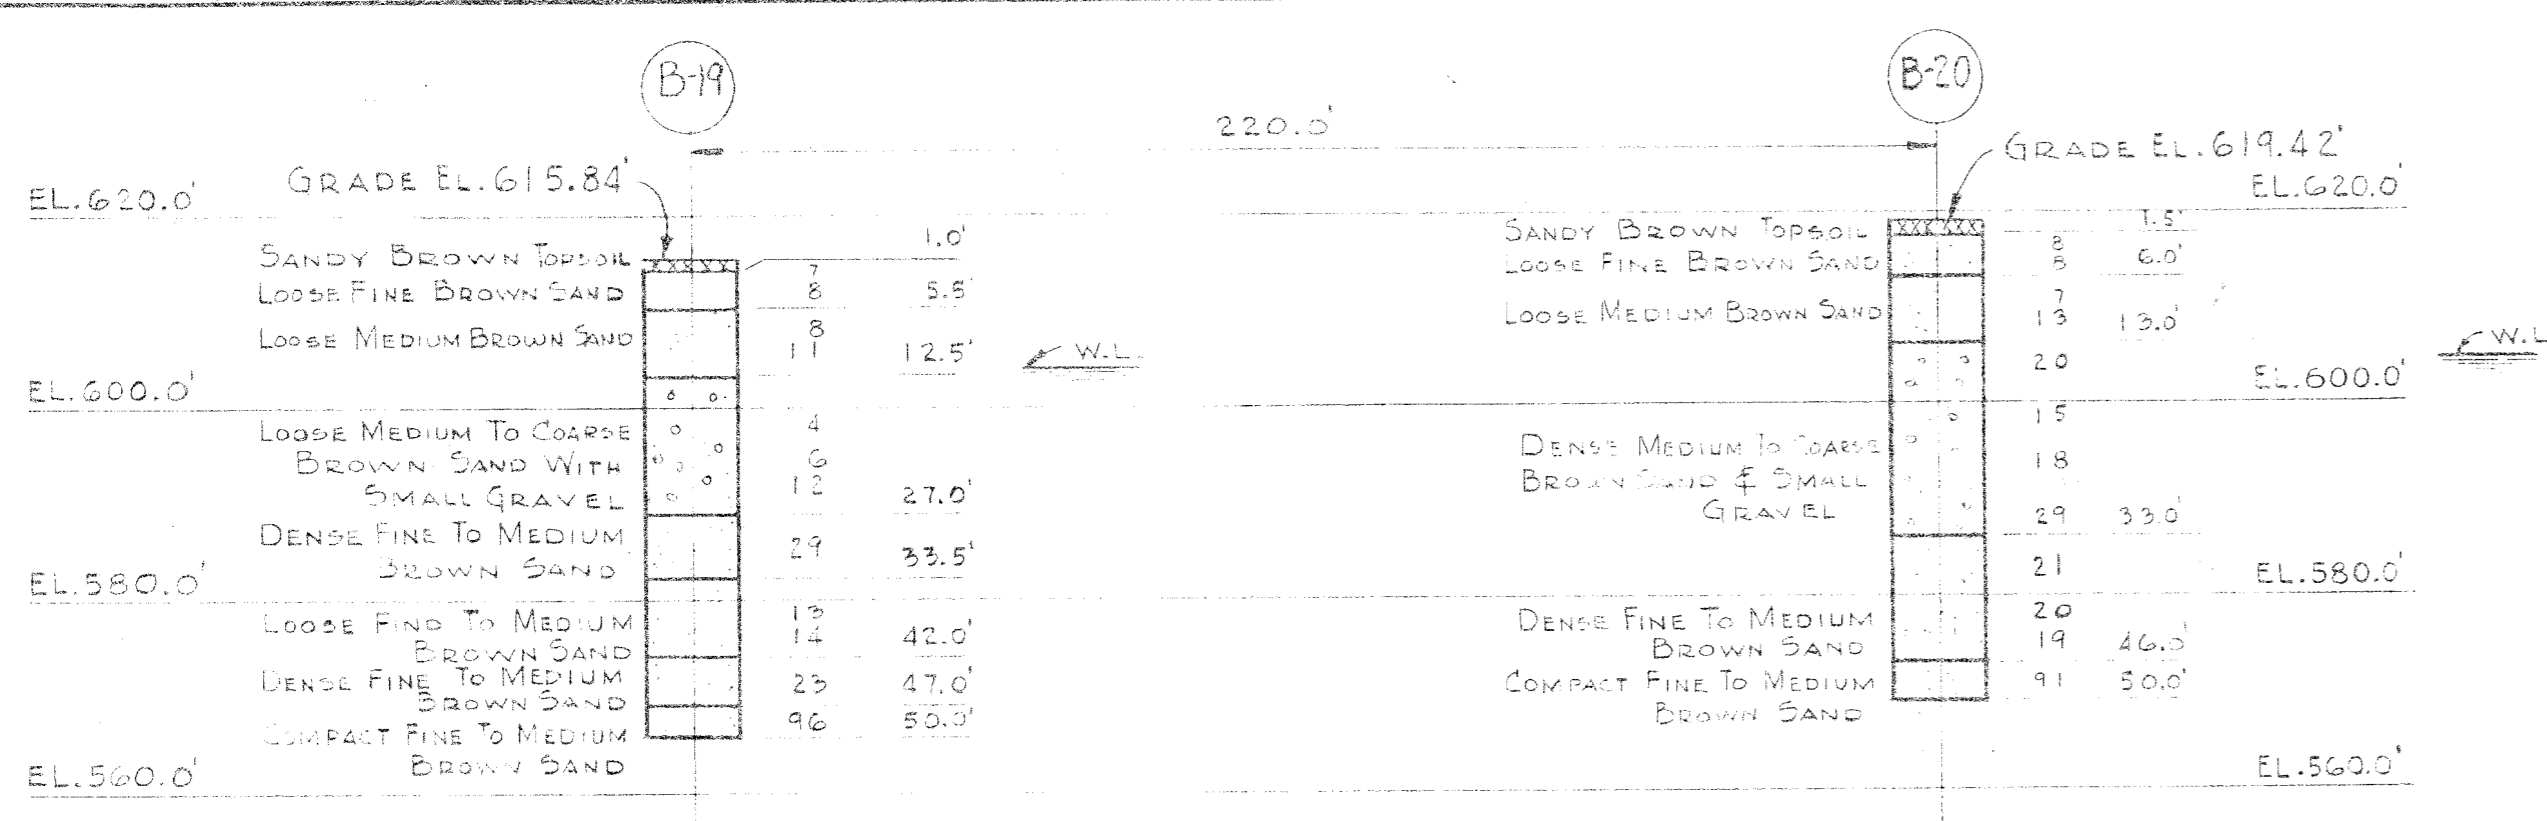 B-19
220.0'
GRADE EL.615.84'
EL.620.0'
1.0'
SANDY BROWN TOPSOIL
7
LOOSE FINE BROWN SAND
8
5.5'
LOOSE MEDIUM BROWN SAND
8
11
12.5'
W.L.
EL.600.0'
LOOSE MEDIUM TO COARSE
4
BROWN SAND WITH
6
SMALL GRAVEL
12
27.0'
DENSE FINE TO MEDIUM
29
33.5'
BROWN SAND
EL.580.0'
LOOSE FIND TO MEDIUM
13
BROWN SAND
14
42.0'
DENSE FINE TO MEDIUM
23
47.0'
BROWN SAND
96
50.0'
COMPACT FINE TO MEDIUM
BROWN SAND
EL.560.0'
B-20
GRADE EL.619.42'
EL.620.0'
1.5'
SANDY BROWN TOPSOIL
8
LOOSE FINE BROWN SAND
8
6.0'
7
LOOSE MEDIUM BROWN SAND
13
13.0'
W.L
20
EL.600.0'
15
DENSE MEDIUM TO COARSE
18
BROWN SAND & SMALL
GRAVEL
29
33.0'
21
EL.580.0'
20
DENSE FINE TO MEDIUM
BROWN SAND
19
46.0'
COMPACT FINE TO MEDIUM
91
50.0'
BROWN SAND
EL.560.0'